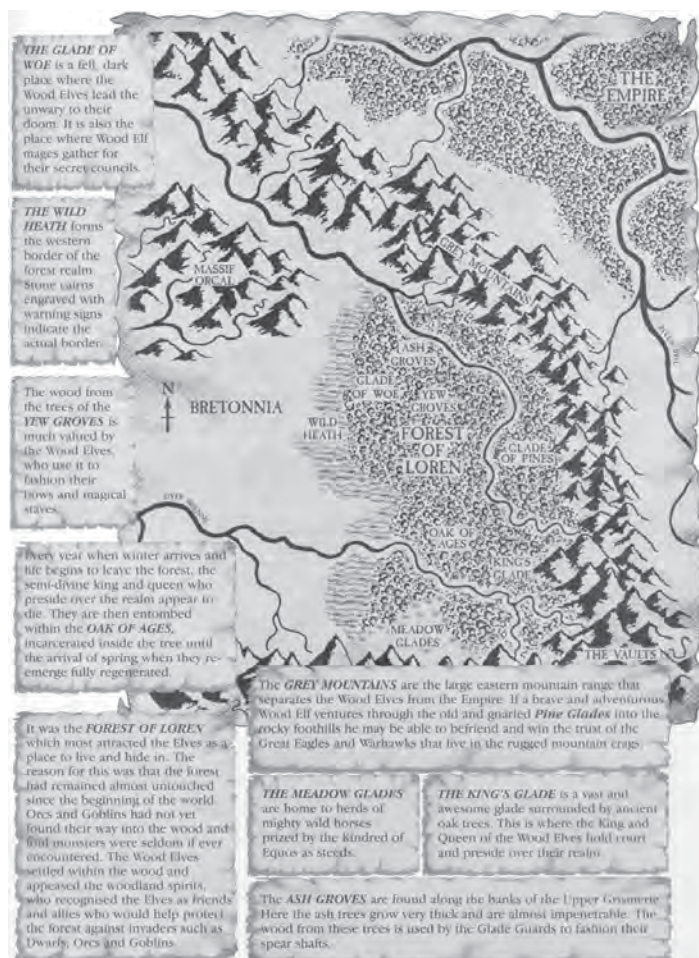 THE GLADE OF
WOE is a fell, dark
place where the
Wood Elves lead the
unwary to their
doom. It is also the
place where Wood Elf
mages gather for
their secret councils.
THE WILD
HEATH forms
the western
border of the
forest realm.
Stone cairns
engraved with
warning signs
indicate the
actual border.
The wood from
the trees of the
YEW GROVES is
much valued by
the Wood Elves,
who use it to
fashion their
bows and magical
staves.
Every year when winter arrives and
life begins to leave the forest, the
semi-divine king and queen who
preside over the realm appear to
die. They are then entombed
within the OAK OF AGES,
incarcerated inside the tree until
the arrival of spring when they re-
emerge fully regenerated.
It was the FOREST OF LOREN
which most attracted the Elves as a
place to live and hide in. The
reason for this was that the forest
had remained almost untouched
since the beginning of the world.
Orcs and Goblins had not yet
found their way into the wood and
foul monsters were seldom if ever
encountered. The Wood Elves
settled within the wood and
appeased the woodland spirits,
who recognised the Elves as friends
and allies who would help protect
the forest against invaders such as
Dwarfs, Orcs and Goblins.
THE
EMPIRE
GREY MOUNTAINS
MASSIF
ORCAL
N
BRETONNIA
ASH
GROVES
GLADE
OF WOE
YEW
GROVES
WILD
HEATH
FOREST
OF
LOREN
GLADE
OF PINES
OAK OF
AGES
KING'S
GLADE
MEADOW
GLADES
THE VAULTS
RIVER
The GREY MOUNTAINS are the large eastern mountain range that
separates the Wood Elves from the Empire. If a brave and adventurous
Wood Elf ventures through the old and gnarled Pine Glades into the
rocky foothills he may be able to befriend and win the trust of the
Great Eagles and Warhawks that live in the rugged mountain crags.
THE MEADOW GLADES
are home to herds of
mighty wild horses
prized by the Kindred of
Equos as steeds.
THE KING'S GLADE is a vast and
awesome glade surrounded by ancient
oak trees. This is where the King and
Queen of the Wood Elves hold court
and preside over their realm.
The ASH GROVES are found along the banks of the Upper Grismerie.
Here the ash trees grow very thick and are almost impenetrable. The
wood from these trees is used by the Glade Guards to fashion their
spear shafts.